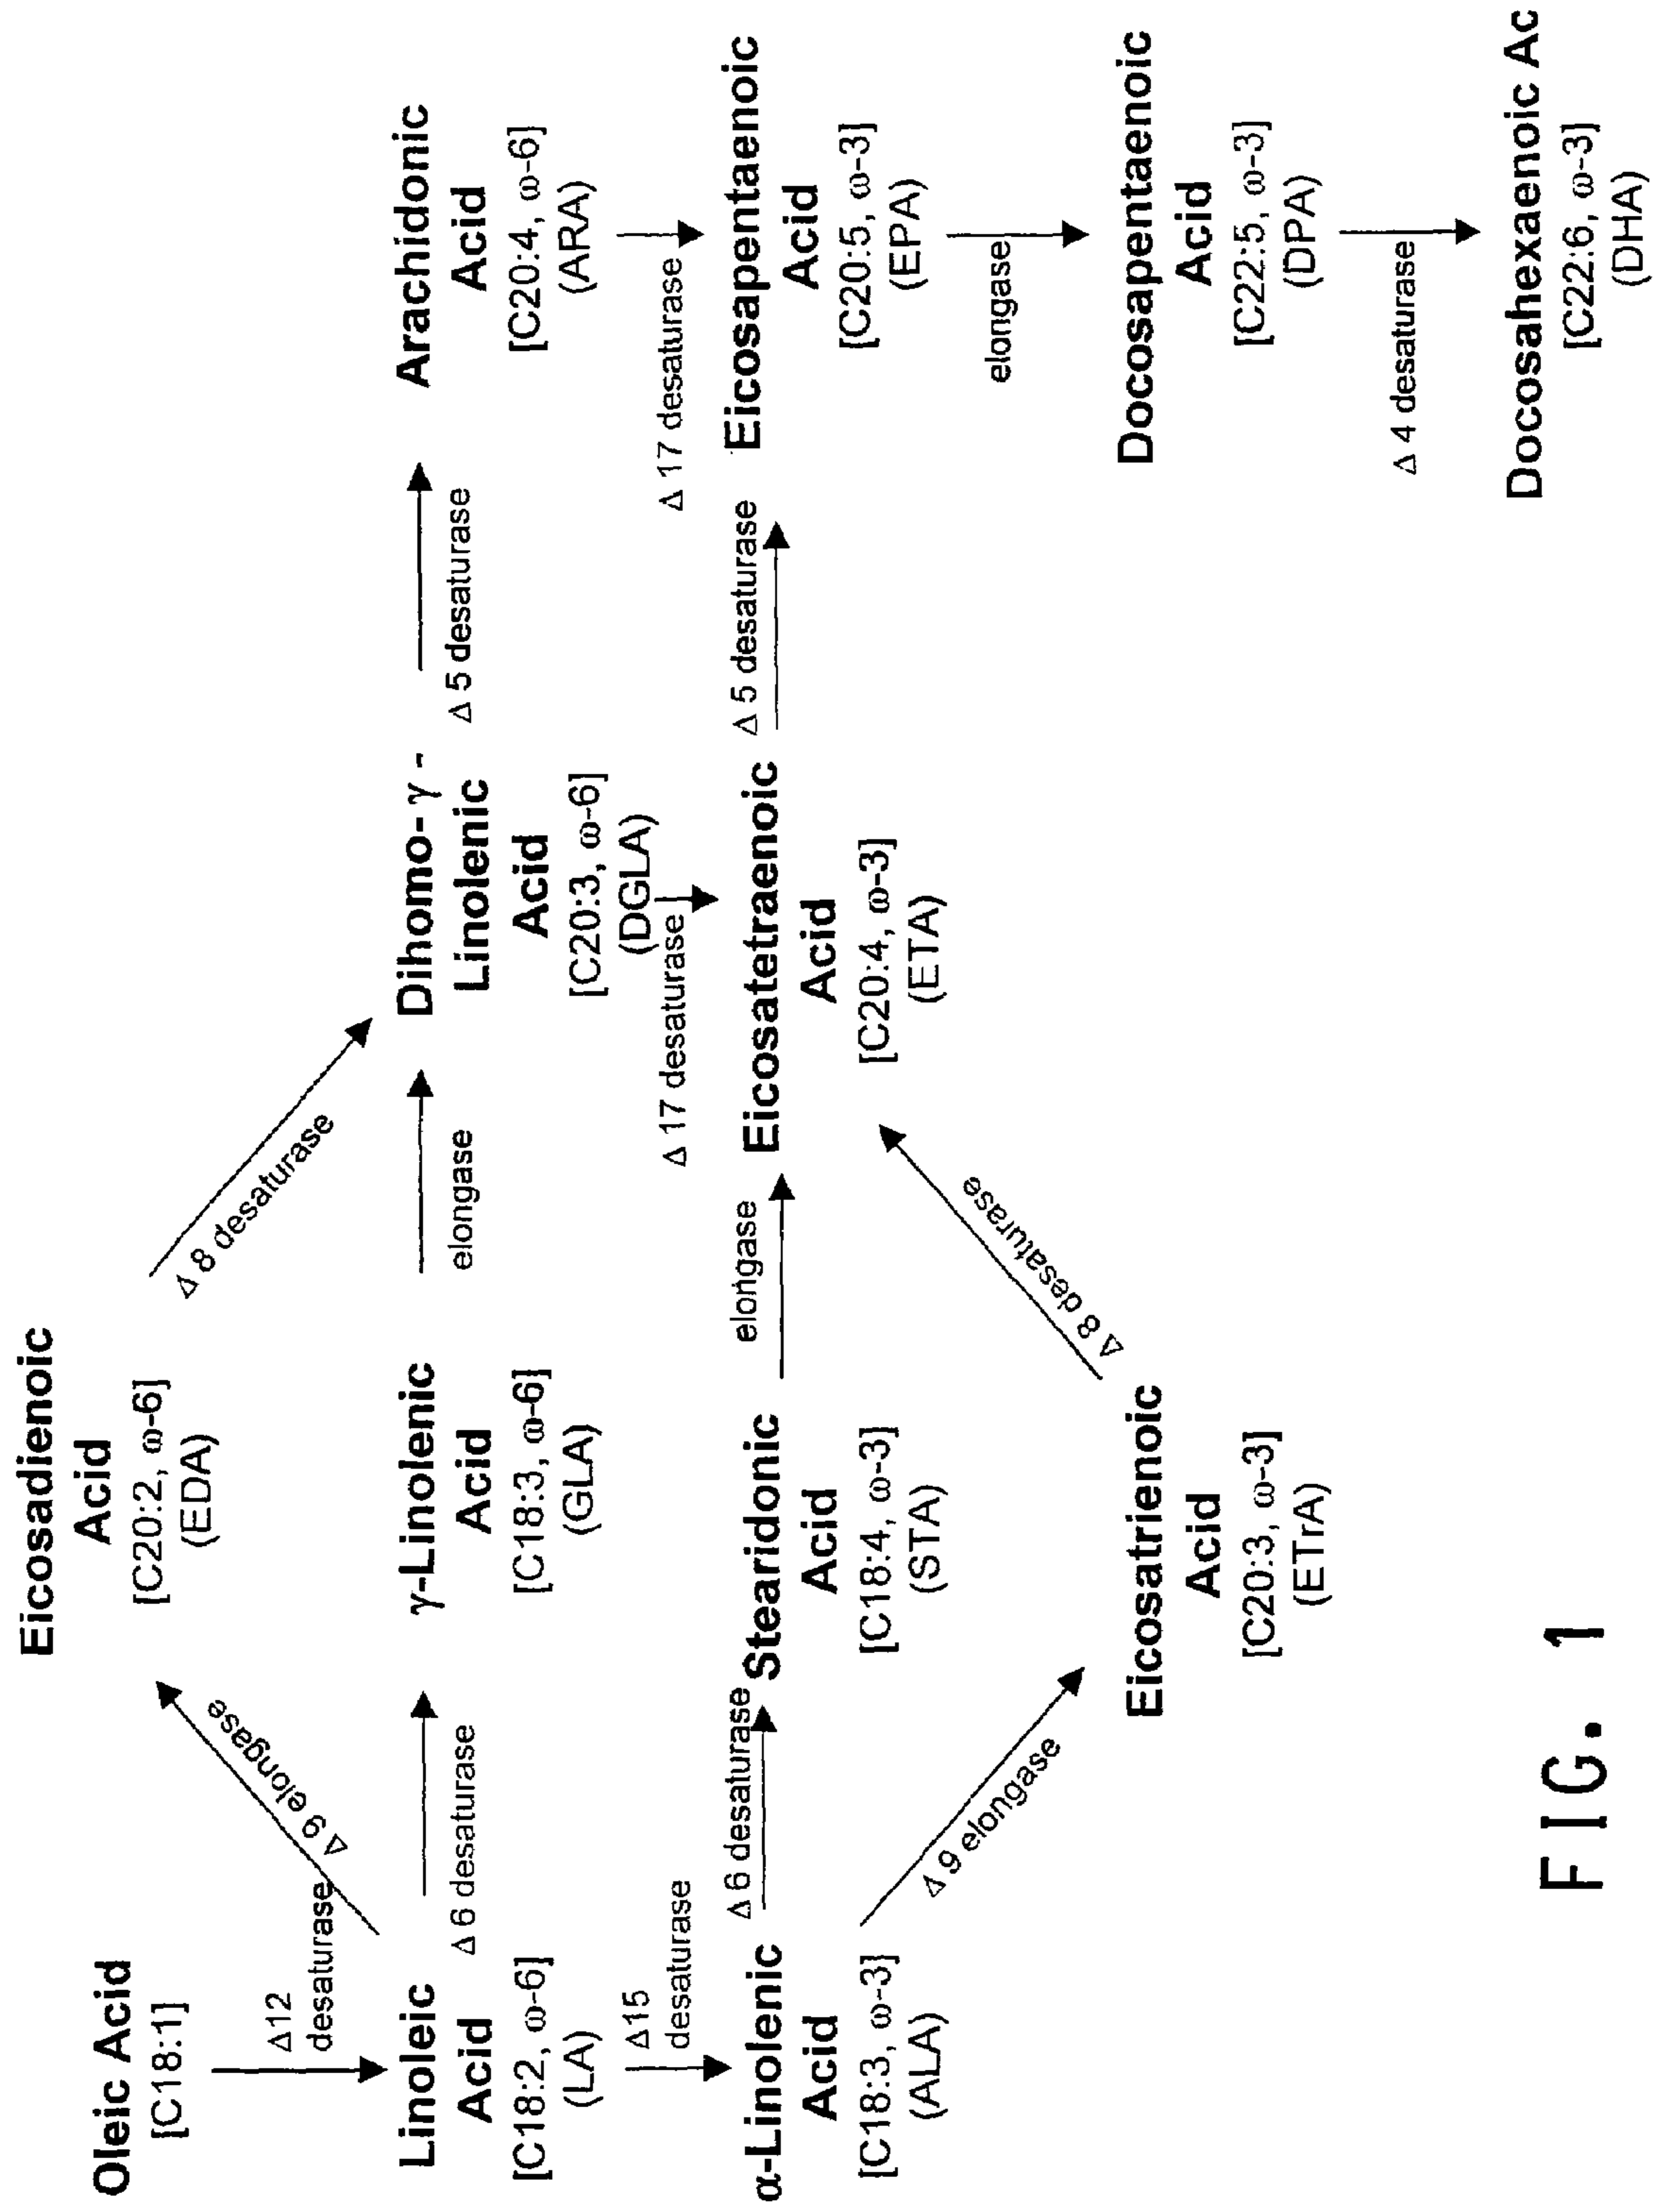 Oleic Acid
[C18:1]
Δ12
desaturase
Linoleic
Acid
[C18:2, ω-6]
(LA)
Δ15
desaturase
α-Linolenic
Acid
[C18:3, ω-3]
(ALA)
Δ 9 elongase
Δ 6 desaturase
Δ 6 desaturase
Δ 9 elongase
Eicosadienoic
Acid
[C20:2, ω-6]
(EDA)
γ-Linolenic
Acid
[C18:3, ω-6]
(GLA)
Stearidonic
Acid
[C18:4, ω-3]
(STA)
Eicosatrienoic
Acid
[C20:3, ω-3]
(ETrA)
Δ 8 desaturase
elongase
elongase
Δ 8 desaturase
Dihomo- γ -
Linolenic
Acid
[C20:3, ω-6]
(DGLA)
Δ 17 desaturase
Eicosatetraenoic
Acid
[C20:4, ω-3]
(ETA)
Δ 5 desaturase
Δ 5 desaturase
Arachidonic
Acid
[C20:4, ω-6]
(ARA)
Δ 17 desaturase
Eicosapentaenoic
Acid
[C20:5, ω-3]
(EPA)
elongase
Docosapentaenoic
Acid
[C22:5, ω-3]
(DPA)
Δ 4 desaturase
Docosahexaenoic Ac
[C22:6, ω-3]
(DHA)
FIG. 1